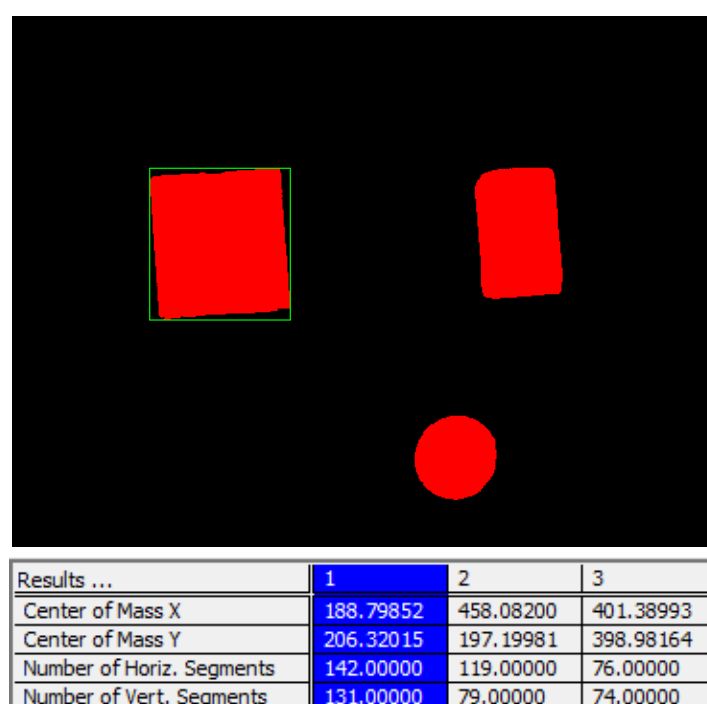 Results ... 1 2 3
Center of Mass X 188.79852 458.08200 401.38993
Center of Mass Y 206.32015 197.19981 398.98164
Number of Horiz. Segments 142.00000 119.00000 76.00000
Number of Vert. Segments 131.00000 79.00000 74.00000